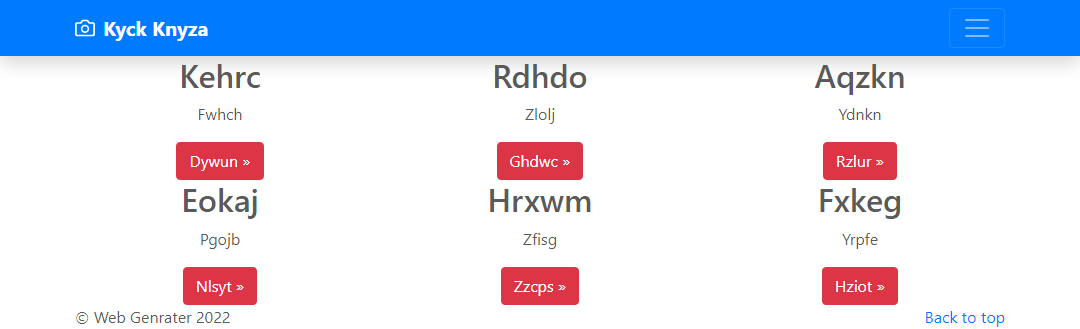 Kyck Knyza
Kehrc Rdhdo Aqzkn
Fwhch Zlolj Ydnkn
Dywun » Ghdwc » Rzlur »
Eokaj Hrxwm Fxkeg
Pgojb Zfisg Yrpfe
Nlsyt » Zzcps » Hziot »
© Web Genrater 2022 Back to top